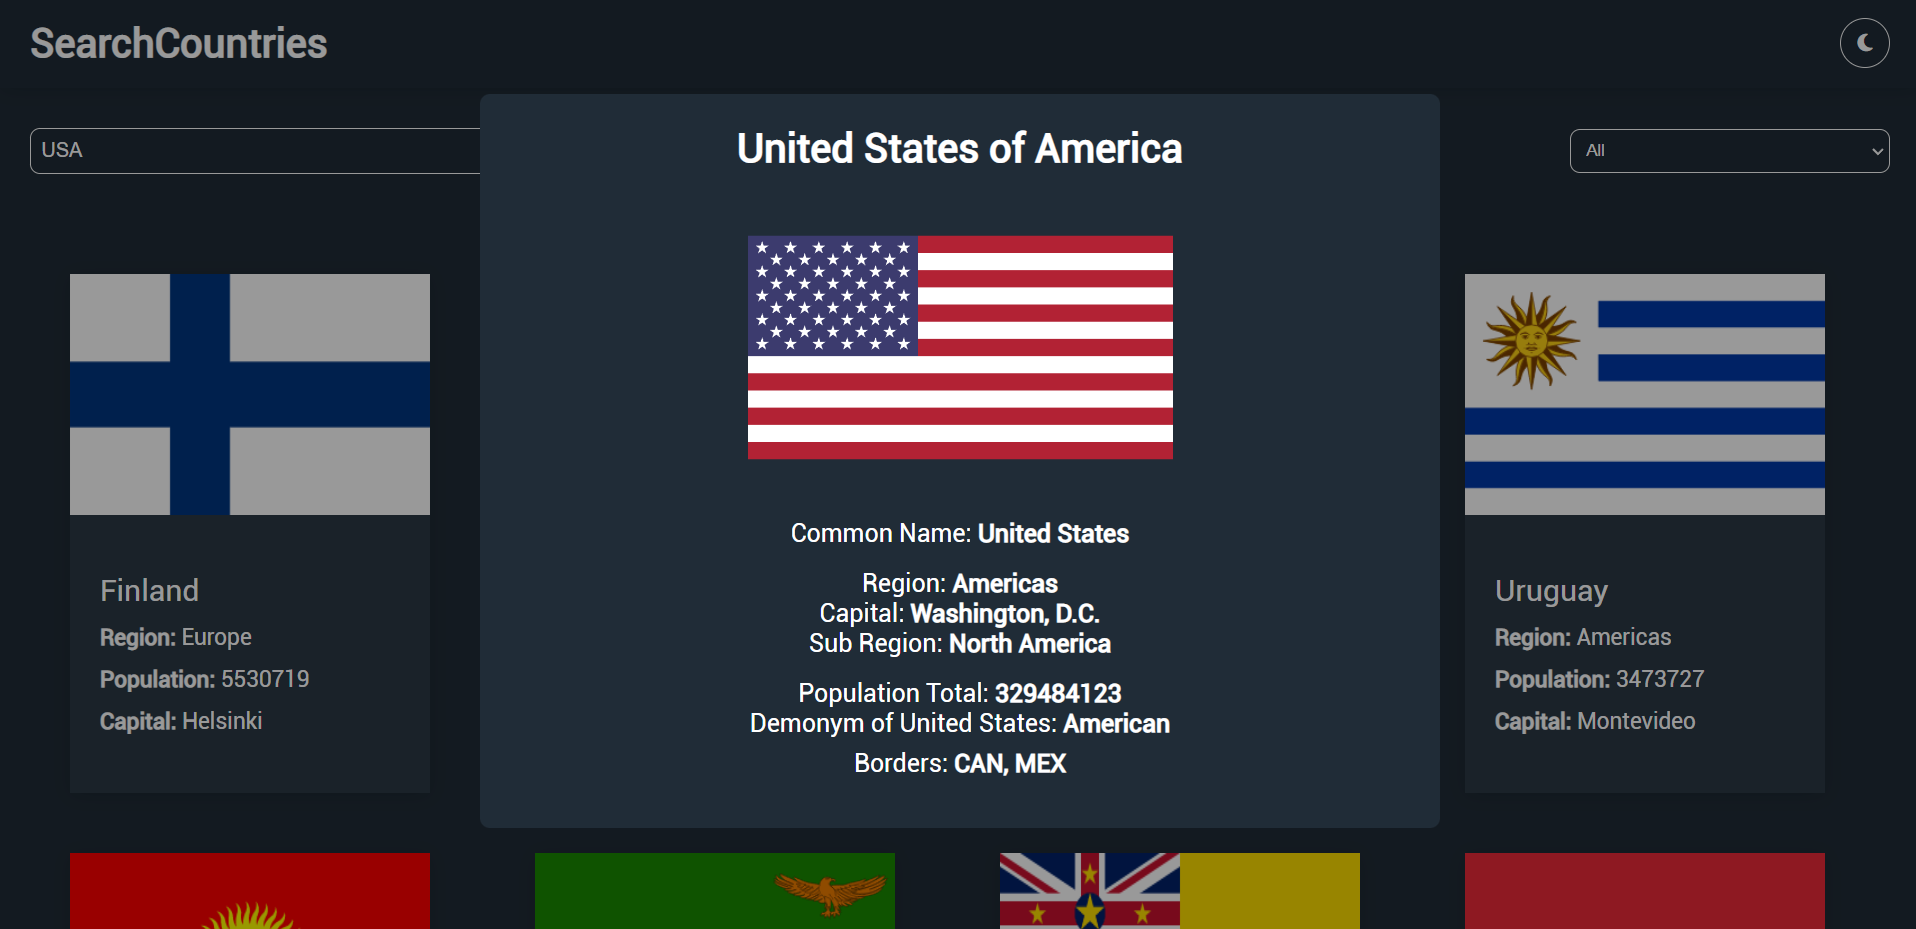 SearchCountries
USA
All
United States of America
Common Name: United States
Region: Americas
Capital: Washington, D.C.
Sub Region: North America
Population Total: 329484123
Demonym of United States: American
Borders: CAN, MEX
Finland
Region: Europe
Population: 5530719
Capital: Helsinki
Uruguay
Region: Americas
Population: 3473727
Capital: Montevideo